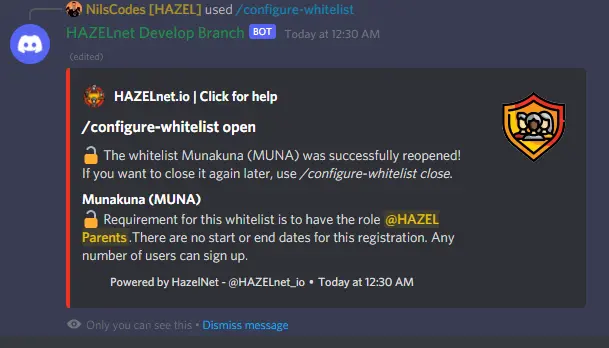 NilsCodes [HAZEL] used /configure-whitelist
HAZELnet Develop Branch BOT Today at 12:30 AM
(edited)
HAZELnet.io | Click for help
/configure-whitelist open
🔓 The whitelist Munakuna (MUNA) was successfully reopened!
If you want to close it again later, use /configure-whitelist close.
Munakuna (MUNA)
🔓 Requirement for this whitelist is to have the role @HAZEL
Parents.There are no start or end dates for this registration. Any
number of users can sign up.
Powered by HazelNet - @HAZELnet_io • Today at 12:30 AM
Only you can see this • Dismiss message